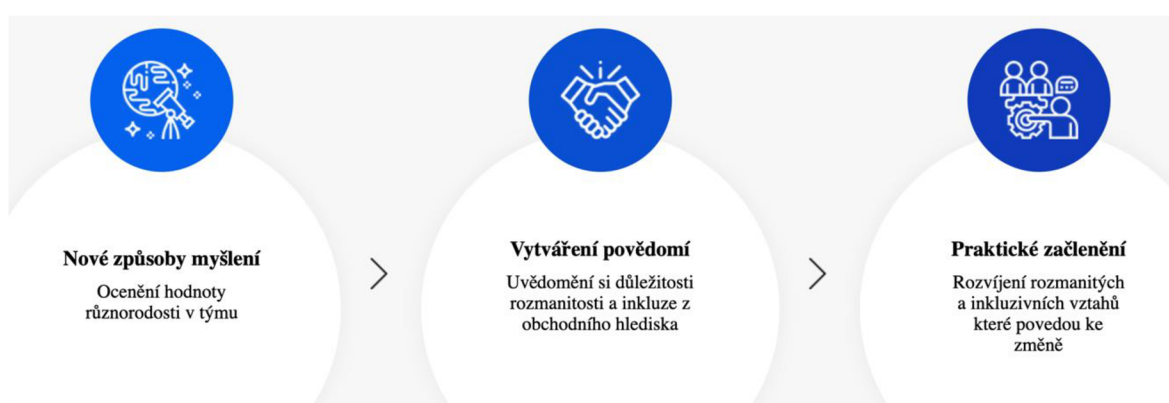 Nové způsoby myšlení
Ocenění hodnoty
různorodosti v týmu
Vytváření povědomí
Uvědomění si důležitosti
rozmanitosti a inkluze z
obchodního hlediska
Praktické začlenění
Rozvíjení rozmanitých
a inkluzivních vztahů
které povedou ke
změně